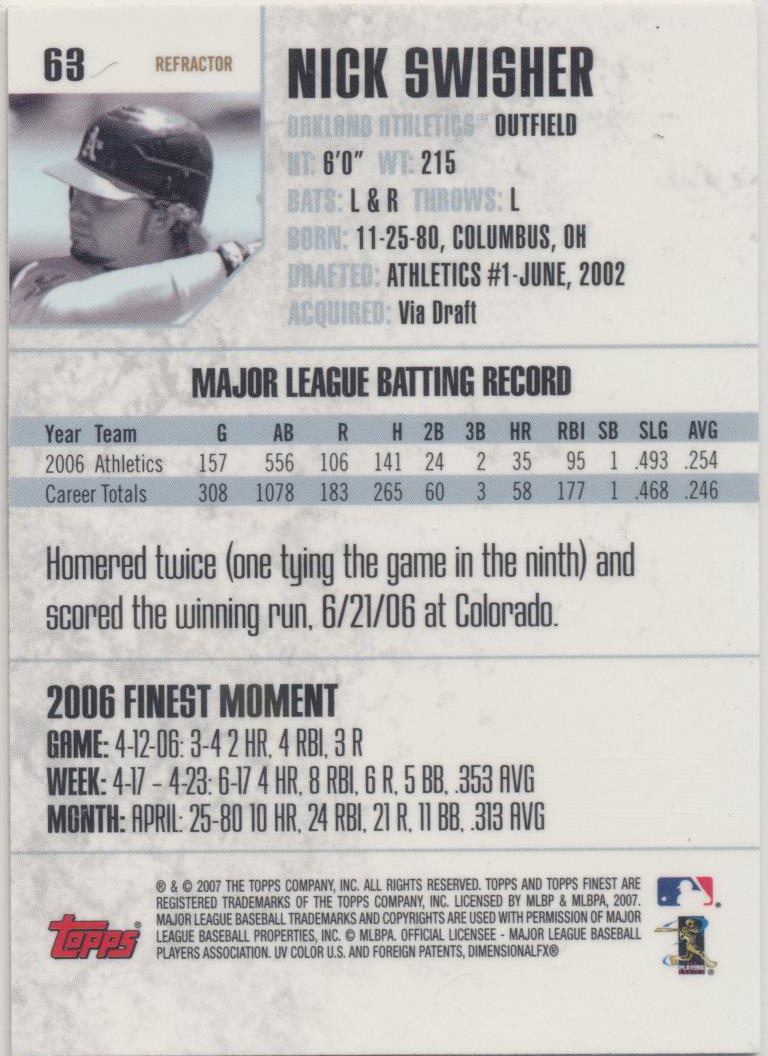 63 REFRACTOR
NICK SWISHER
OAKLAND ATHLETICS™ OUTFIELD
HT: 6'0" WT: 215
BATS: L & R THROWS: L
BORN: 11-25-80, COLUMBUS, OH
DRAFTED: ATHLETICS #1-JUNE, 2002
ACQUIRED: Via Draft
MAJOR LEAGUE BATTING RECORD
Year Team G AB R H 2B 3B HR RBI SB SLG AVG
2006 Athletics 157 556 106 141 24 2 35 95 1 .493 .254
Career Totals 308 1078 183 265 60 3 58 177 1 .468 .246
Homered twice (one tying the game in the ninth) and
scored the winning run, 6/21/06 at Colorado.
2006 FINEST MOMENT
GAME: 4-12-06: 3-4 2 HR, 4 RBI, 3 R
WEEK: 4-17 – 4-23: 6-17 4 HR, 8 RBI, 6 R, 5 BB, .353 AVG
MONTH: APRIL: 25-80 10 HR, 24 RBI, 21 R, 11 BB, .313 AVG
® & © 2007 THE TOPPS COMPANY, INC. ALL RIGHTS RESERVED. TOPPS AND TOPPS FINEST ARE
REGISTERED TRADEMARKS OF THE TOPPS COMPANY, INC. LICENSED BY MLBP & MLBPA, 2007.
MAJOR LEAGUE BASEBALL TRADEMARKS AND COPYRIGHTS ARE USED WITH PERMISSION OF MAJOR
LEAGUE BASEBALL PROPERTIES, INC. © MLBPA. OFFICIAL LICENSEE - MAJOR LEAGUE BASEBALL
PLAYERS ASSOCIATION. UV COLOR U.S. AND FOREIGN PATENTS, DIMENSIONALFX®
Topps®
PLAYERS